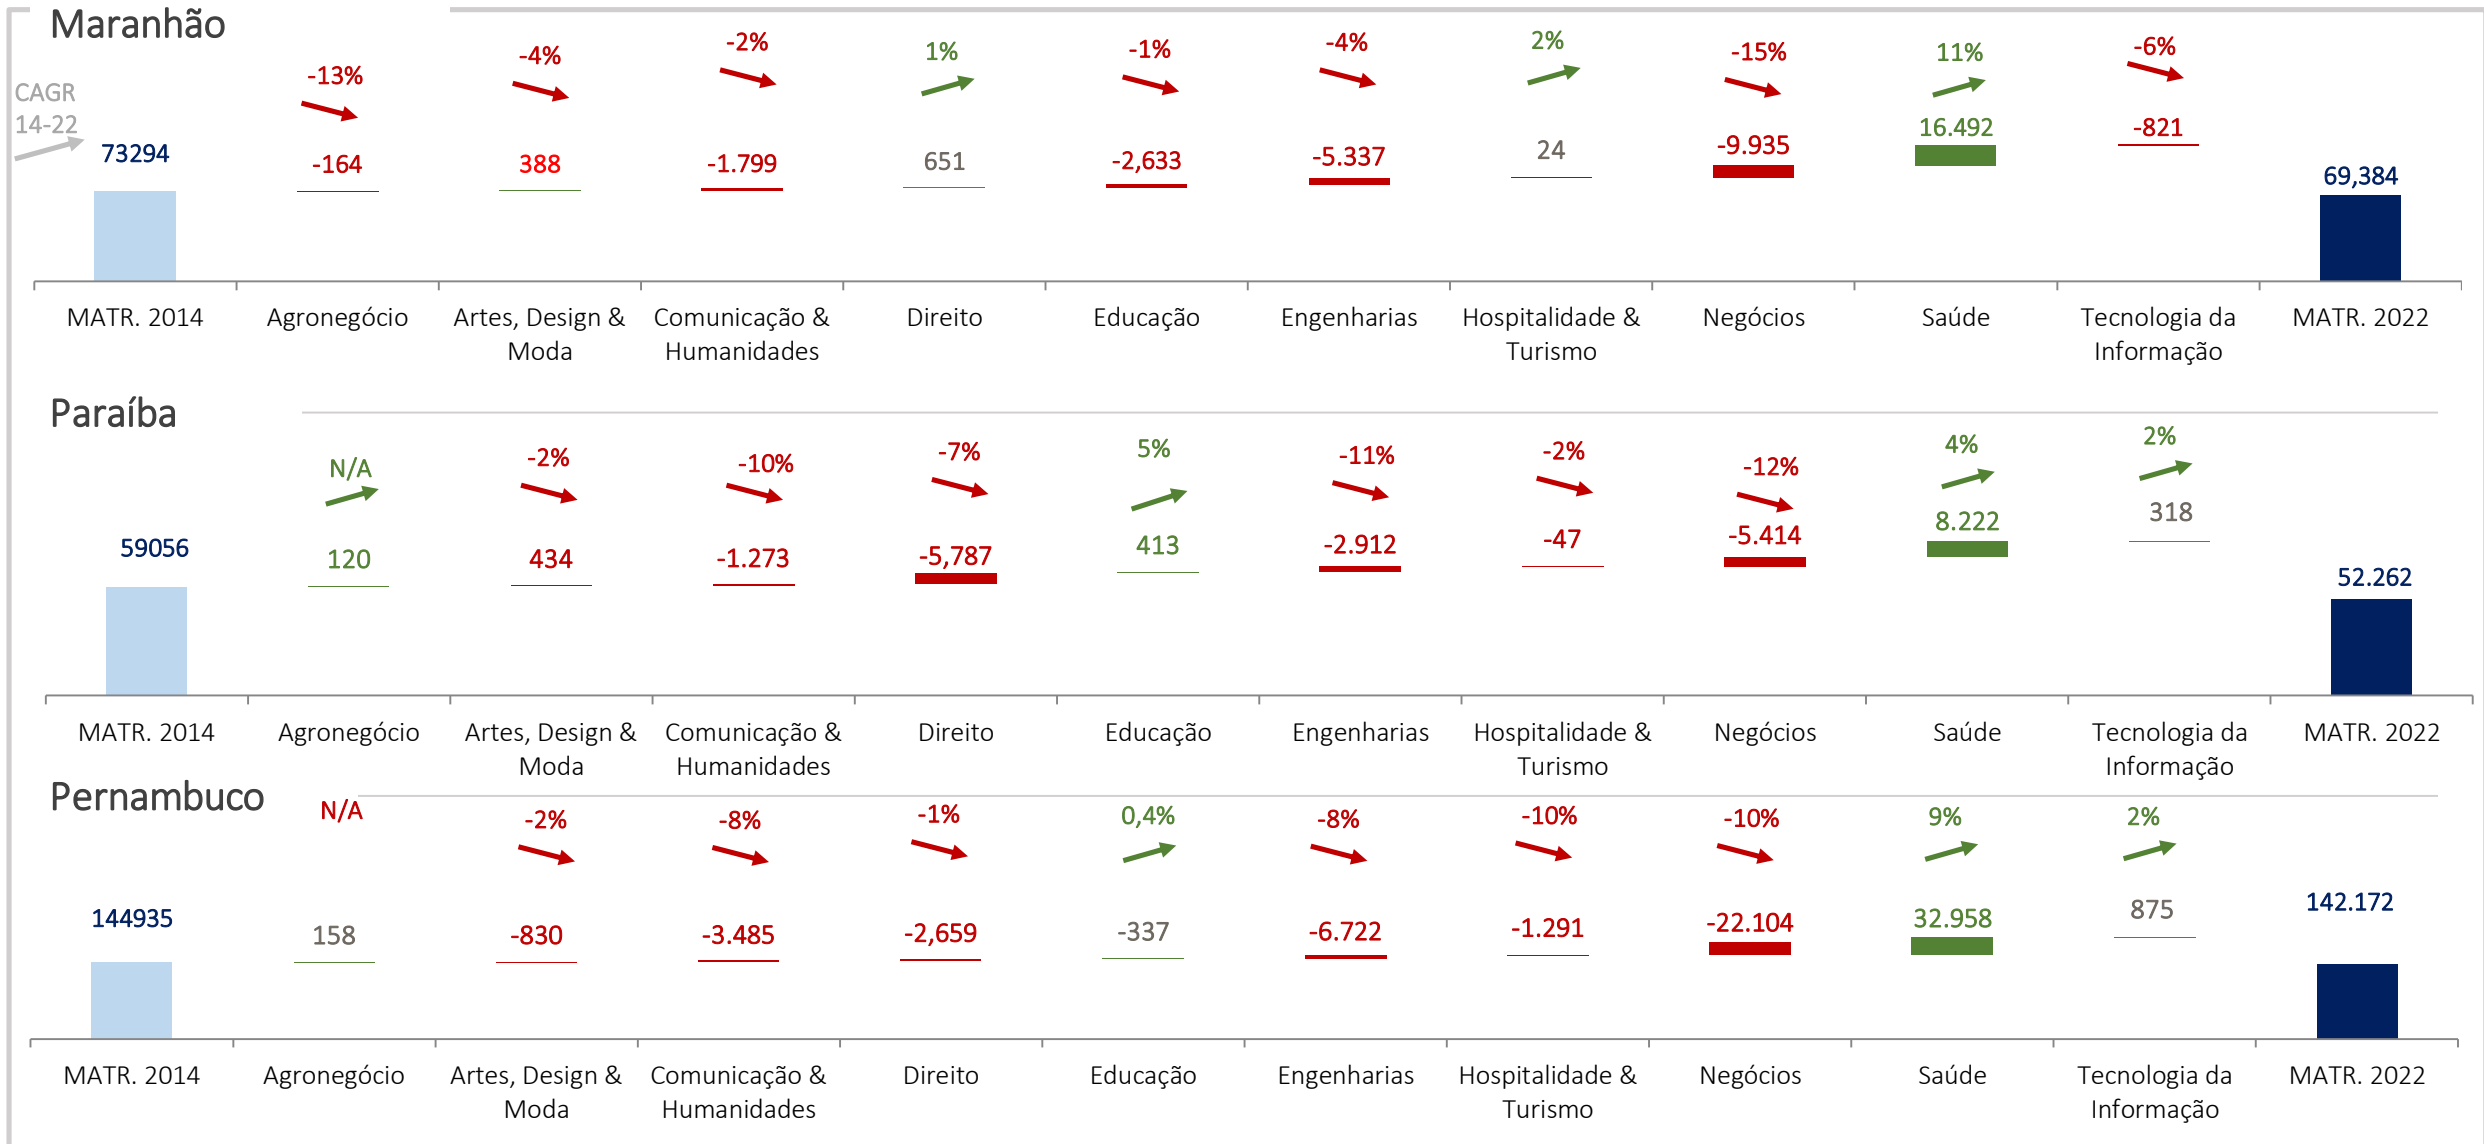 Maranhão
CAGR
14-22
-13%
-4%
-2%
1%
-1%
-4%
2%
-15%
11%
-6%
73294
-164
388
-1.799
651
-2,633
-5.337
24
-9.935
16.492
-821
69,384
MATR. 2014
Agronegócio
Artes, Design &
Moda
Comunicação &
Humanidades
Direito
Educação
Engenharias
Hospitalidade &
Turismo
Negócios
Saúde
Tecnologia da
Informação
MATR. 2022
Paraíba
N/A
-2%
-10%
-7%
5%
-11%
-2%
-12%
4%
2%
59056
120
434
-1.273
-5,787
413
-2.912
-47
-5.414
8.222
318
52.262
MATR. 2014
Agronegócio
Artes, Design &
Moda
Comunicação &
Humanidades
Direito
Educação
Engenharias
Hospitalidade &
Turismo
Negócios
Saúde
Tecnologia da
Informação
MATR. 2022
Pernambuco
N/A
-2%
-8%
-1%
0,4%
-8%
-10%
-10%
9%
2%
144935
158
-830
-3.485
-2,659
-337
-6.722
-1.291
-22.104
32.958
875
142.172
MATR. 2014
Agronegócio
Artes, Design &
Moda
Comunicação &
Humanidades
Direito
Educação
Engenharias
Hospitalidade &
Turismo
Negócios
Saúde
Tecnologia da
Informação
MATR. 2022